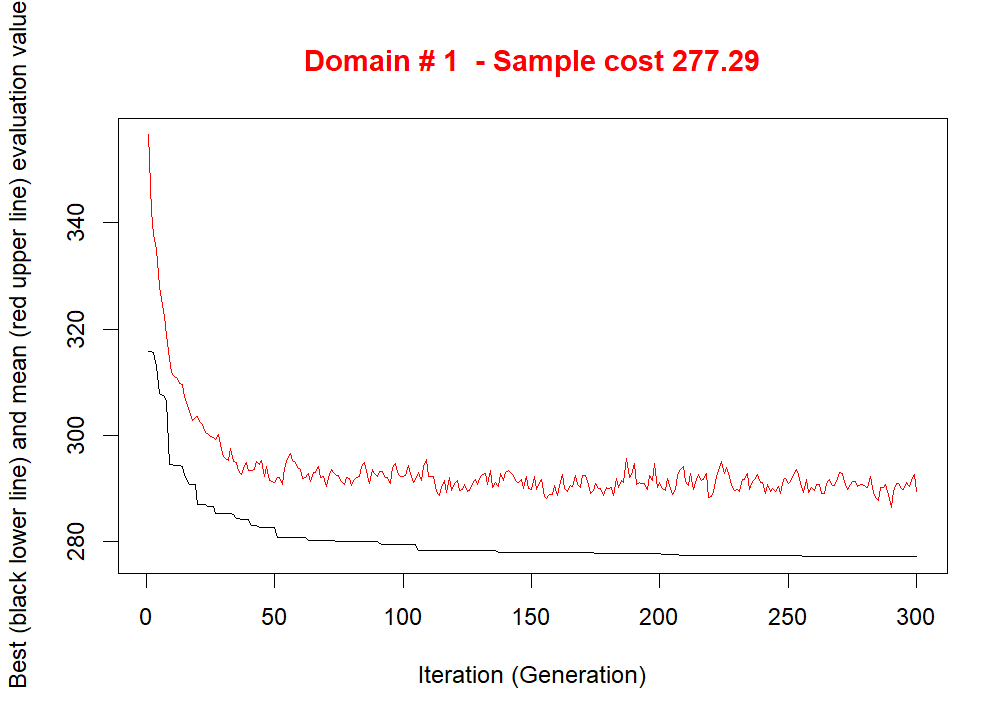 Domain # 1  - Sample cost 277.29
Best (black lower line) and mean (red upper line) evaluation value
340
320
300
280
0 50 100 150 200 250 300
Iteration (Generation)